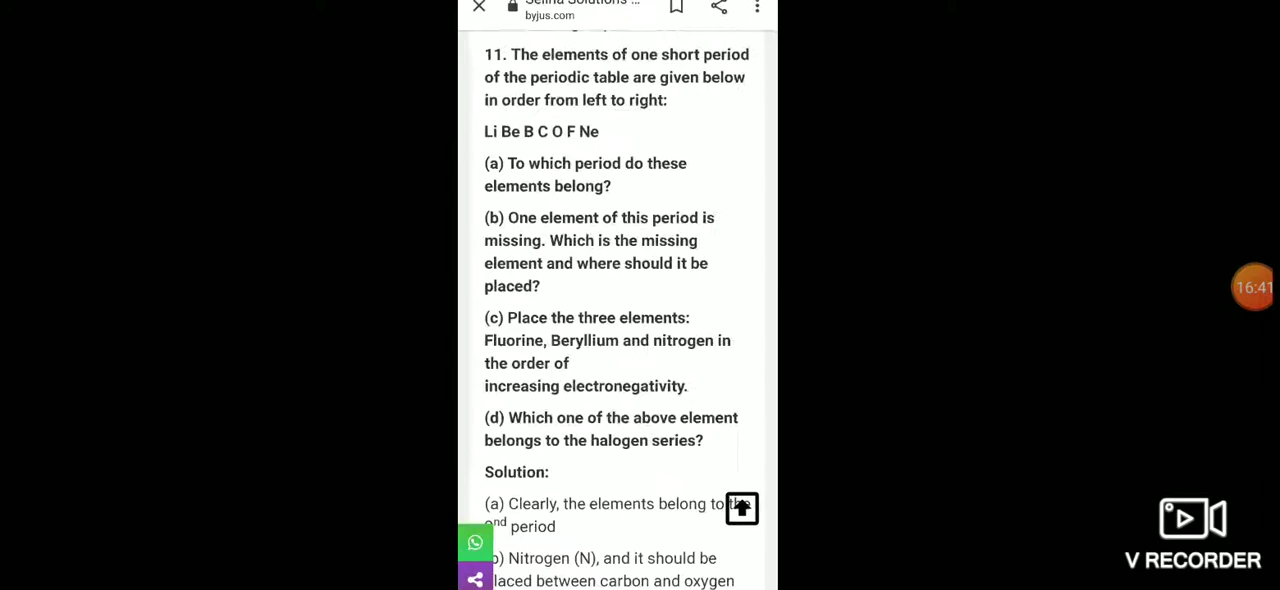 Selina Solutions ...
byjus.com
11. The elements of one short period
of the periodic table are given below
in order from left to right:
Li Be B C O F Ne
(a) To which period do these
elements belong?
(b) One element of this period is
missing. Which is the missing
element and where should it be
placed?
(c) Place the three elements:
Fluorine, Beryllium and nitrogen in
the order of
increasing electronegativity.
(d) Which one of the above element
belongs to the halogen series?
Solution:
(a) Clearly, the elements belong to the
2nd period
(b) Nitrogen (N), and it should be
placed between carbon and oxygen
16:41
V RECORDER